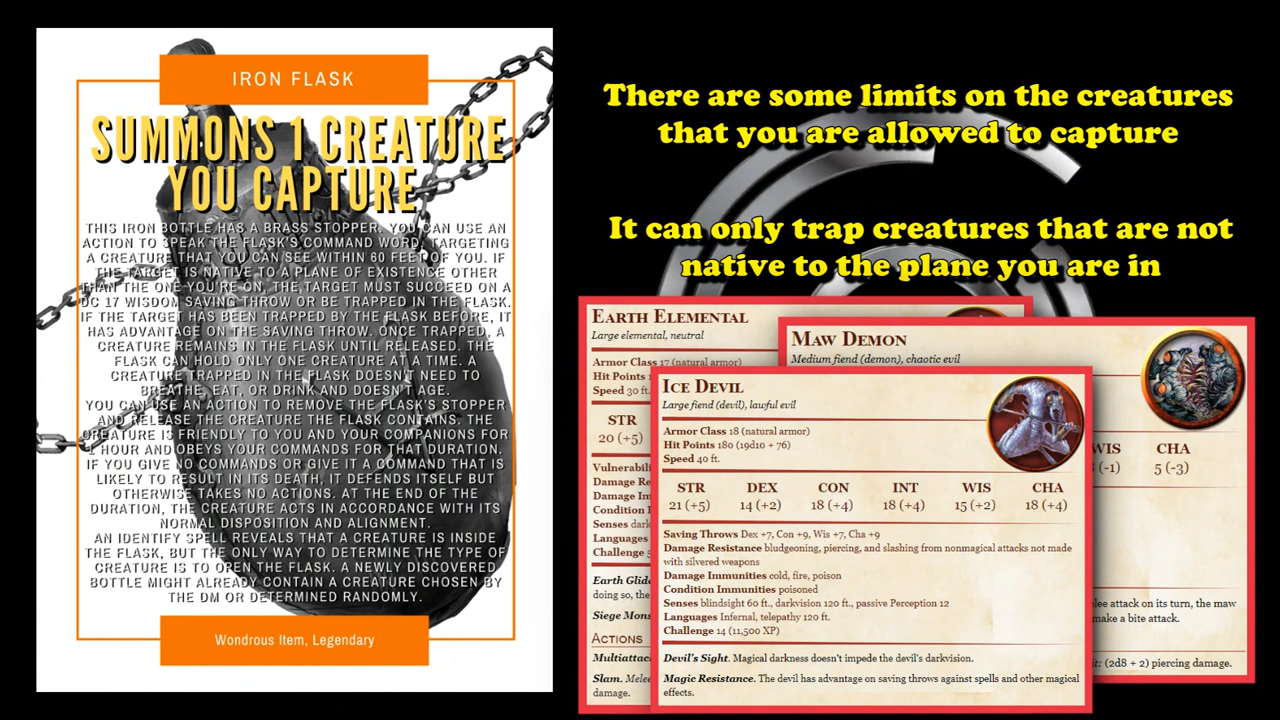 IRON FLASK
SUMMONS 1 CREATURE
YOU CAPTURE
THIS IRON BOTTLE HAS A BRASS STOPPER. YOU CAN USE AN
ACTION TO SPEAK THE FLASK'S COMMAND WORD, TARGETING
A CREATURE THAT YOU CAN SEE WITHIN 60 FEET OF YOU. IF
THE TARGET IS NATIVE TO A PLANE OF EXISTENCE OTHER
THAN THE ONE YOU'RE ON, THE TARGET MUST SUCCEED ON A
DC 17 WISDOM SAVING THROW OR BE TRAPPED IN THE FLASK.
IF THE TARGET HAS BEEN TRAPPED BY THE FLASK BEFORE, IT
HAS ADVANTAGE ON THE SAVING THROW. ONCE TRAPPED, A
CREATURE REMAINS IN THE FLASK UNTIL RELEASED. THE
FLASK CAN HOLD ONLY ONE CREATURE AT A TIME. A
CREATURE TRAPPED IN THE FLASK DOESN'T NEED TO
BREATHE, EAT, OR DRINK AND DOESN'T AGE.
YOU CAN USE AN ACTION TO REMOVE THE FLASK'S STOPPER
AND RELEASE THE CREATURE THE FLASK CONTAINS. THE
CREATURE IS FRIENDLY TO YOU AND YOUR COMPANIONS FOR
1 HOUR AND OBEYS YOUR COMMANDS FOR THAT DURATION.
IF YOU GIVE NO COMMANDS OR GIVE IT A COMMAND THAT IS
LIKELY TO RESULT IN ITS DEATH, IT DEFENDS ITSELF BUT
OTHERWISE TAKES NO ACTIONS. AT THE END OF THE
DURATION, THE CREATURE ACTS IN ACCORDANCE WITH ITS
NORMAL DISPOSITION AND ALIGNMENT.
AN IDENTIFY SPELL REVEALS THAT A CREATURE IS INSIDE
THE FLASK, BUT THE ONLY WAY TO DETERMINE THE TYPE OF
CREATURE IS TO OPEN THE FLASK. A NEWLY DISCOVERED
BOTTLE MIGHT ALREADY CONTAIN A CREATURE CHOSEN BY
THE DM OR DETERMINED RANDOMLY.
Wondrous Item, Legendary
There are some limits on the creatures
that you are allowed to capture
It can only trap creatures that are not
native to the plane you are in
EARTH ELEMENTAL
Large elemental, neutral
Armor Class 17 (natural armor)
Hit Points
Speed 30 ft.
STR
20 (+5)
Damage
Damage
Condition
Senses
Languages
Challenge
Earth
doing so, the
Siege
ACTIONS
Slam.
damage.
MAW DEMON
Medium fiend (demon), chaotic evil
WIS CHA
(-1) 5 (-3)
attack on its turn, the maw
make a bite attack.
(2d8 + 2) piercing damage.
ICE DEVIL
Large fiend (devil), lawful evil
Armor Class 18 (natural armor)
Hit Points 180 (19d10 + 76)
Speed 40 ft.
STR DEX CON INT WIS CHA
21 (+5) 14 (+2) 18 (+4) 18 (+4) 15 (+2) 18 (+4)
Saving Throws Dex +7, Con +9, Wis +7, Cha +9
Damage Resistance bludgeoning, piercing, and slashing from nonmagical attacks not made
with silvered weapons
Damage Immunities cold, fire, poison
Condition Immunities poisoned
Senses blindsight 60 ft., darkvision 120 ft., passive Perception 12
Languages Infernal, telepathy 120 ft.
Challenge 14 (11,500 XP)
Devil's Sight. Magical darkness doesn't impede the devil's darkvision.
Magic Resistance. The devil has advantage on saving throws against spells and other magical
effects.